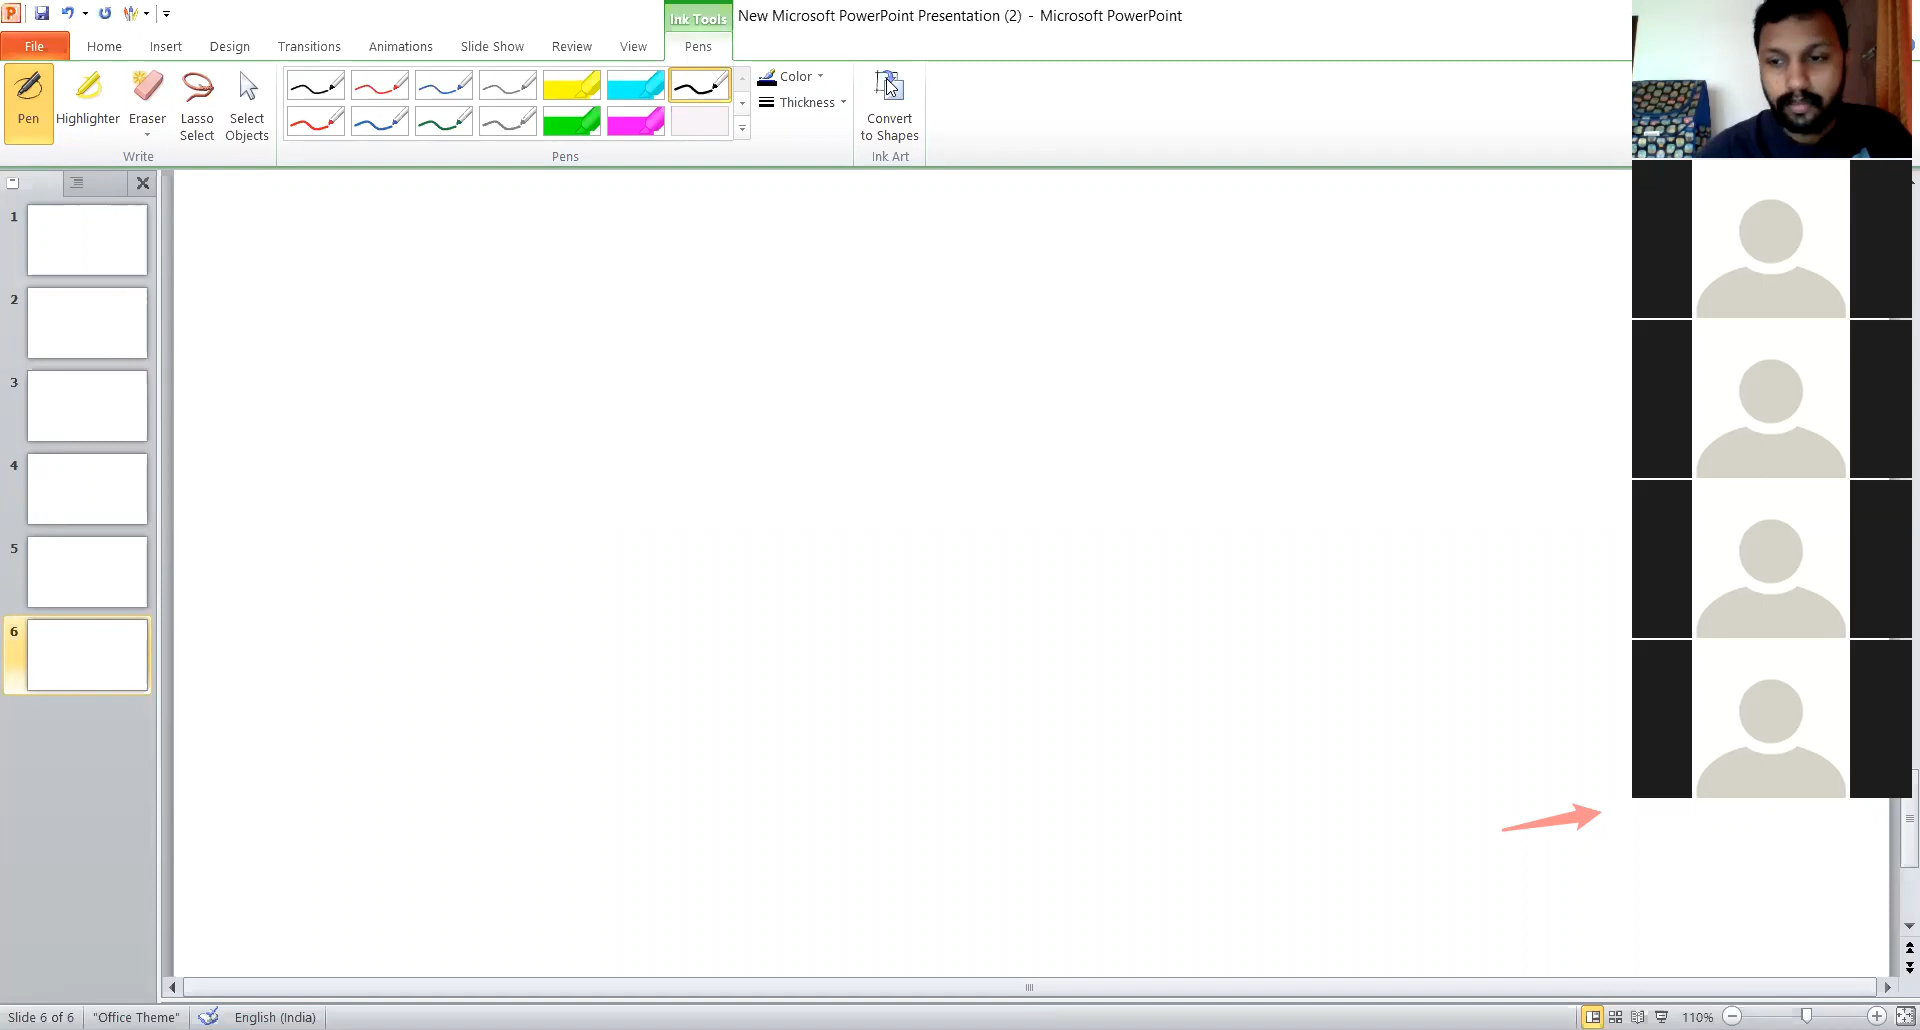 Ink Tools New Microsoft PowerPoint Presentation (2) - Microsoft PowerPoint
File Home Insert Design Transitions Animations Slide Show Review View Pens
Pen Highlighter Eraser Lasso Select Select Objects
Color
Thickness
Convert to Shapes
Write Pens Ink Art
1
2
3
4
5
6
Slide 6 of 6 "Office Theme" English (India) 110%